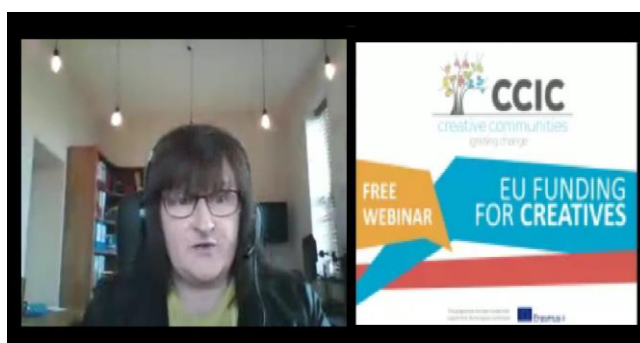 CCIC
creative communities
igniting change
FREE
WEBINAR
EU FUNDING
FOR CREATIVES
Erasmus+